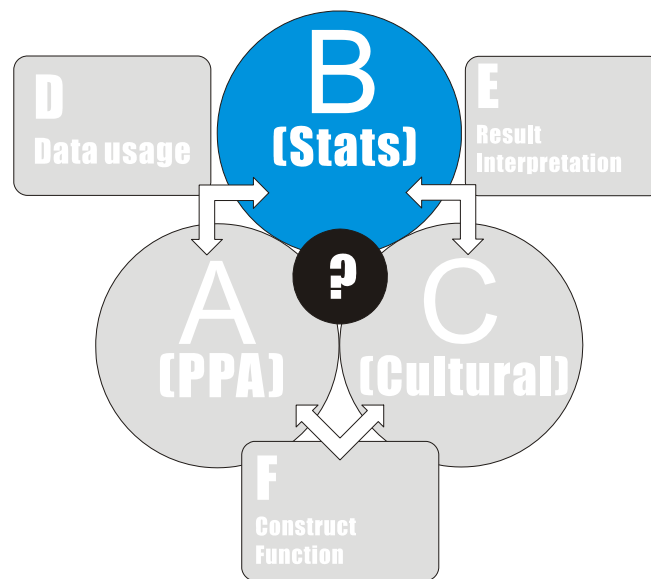 B
(Stats)
D
Data usage
E
Result
Interpretation
?
A
(PPA)
C
(Cultural)
F
Construct
Function